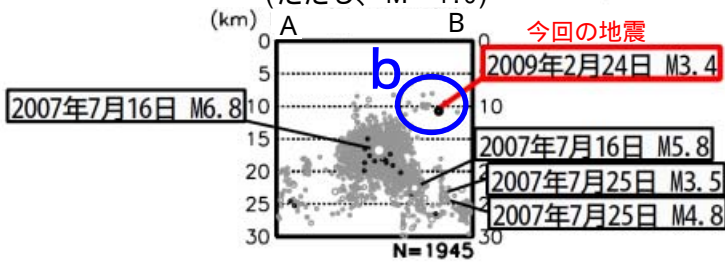 (km) A B
今回の地震
0 0
5
b
2009年2月24日 M3.4
2007年7月16日 M6.8
10 10
15
2007年7月16日 M5.8
20
2007年7月25日 M3.5
25
2007年7月25日 M4.8
30 30
N=1945